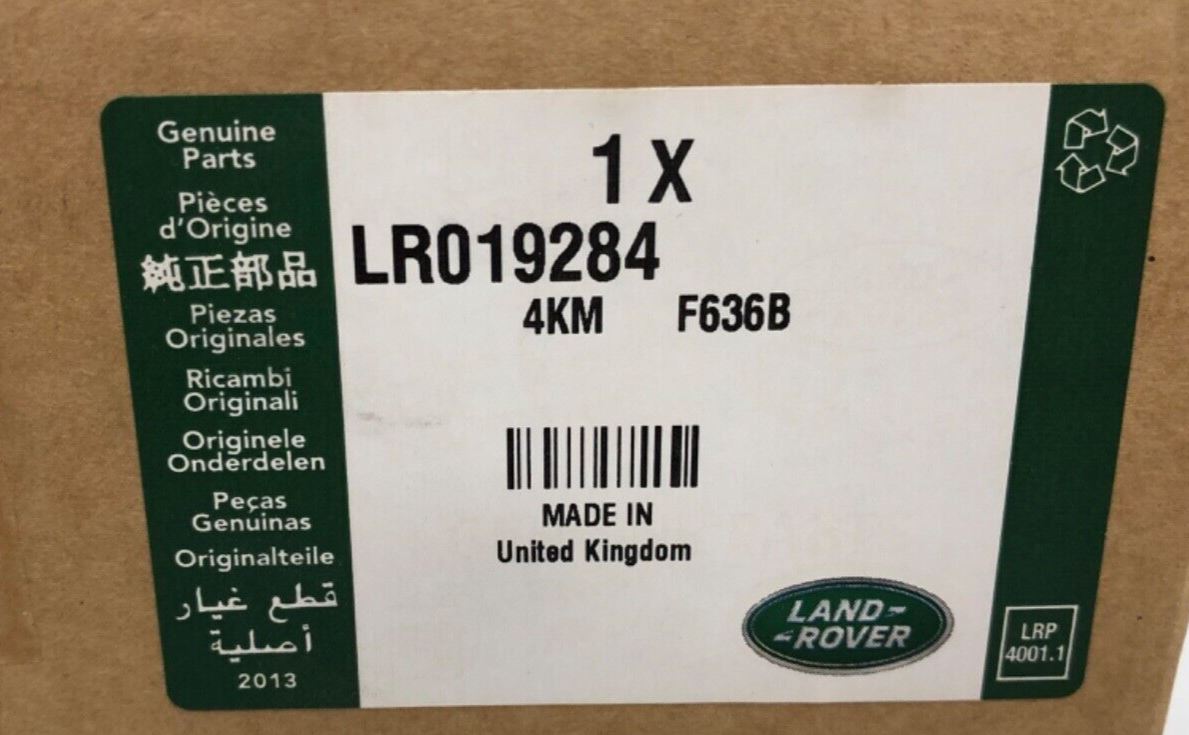 Genuine
Parts
Pièces
d'Origine
純正部品
Piezas
Originales
Ricambi
Originali
Originele
Onderdelen
Peças
Genuinas
Originalteile
قطع غيار
أصلية
2013
1 X
LR019284
4KM F636B
MADE IN
United Kingdom
LAND-
-ROVER
LRP
4001.1